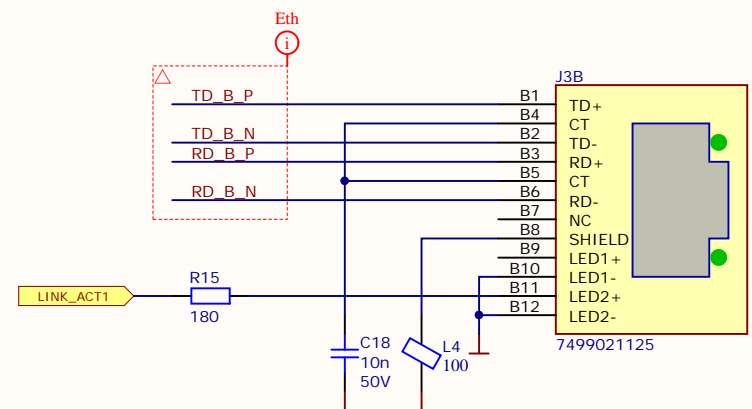 Eth
i
J3B
TD_B_P B1 TD+
B4 CT
TD_B_N B2 TD-
RD_B_P B3 RD+
B5 CT
RD_B_N B6 RD-
B7 NC
B8 SHIELD
B9 LED1+
B10 LED1-
LINK_ACT1 R15 B11 LED2+
180 B12 LED2-
7499021125
C18 L4
10n 100
50V